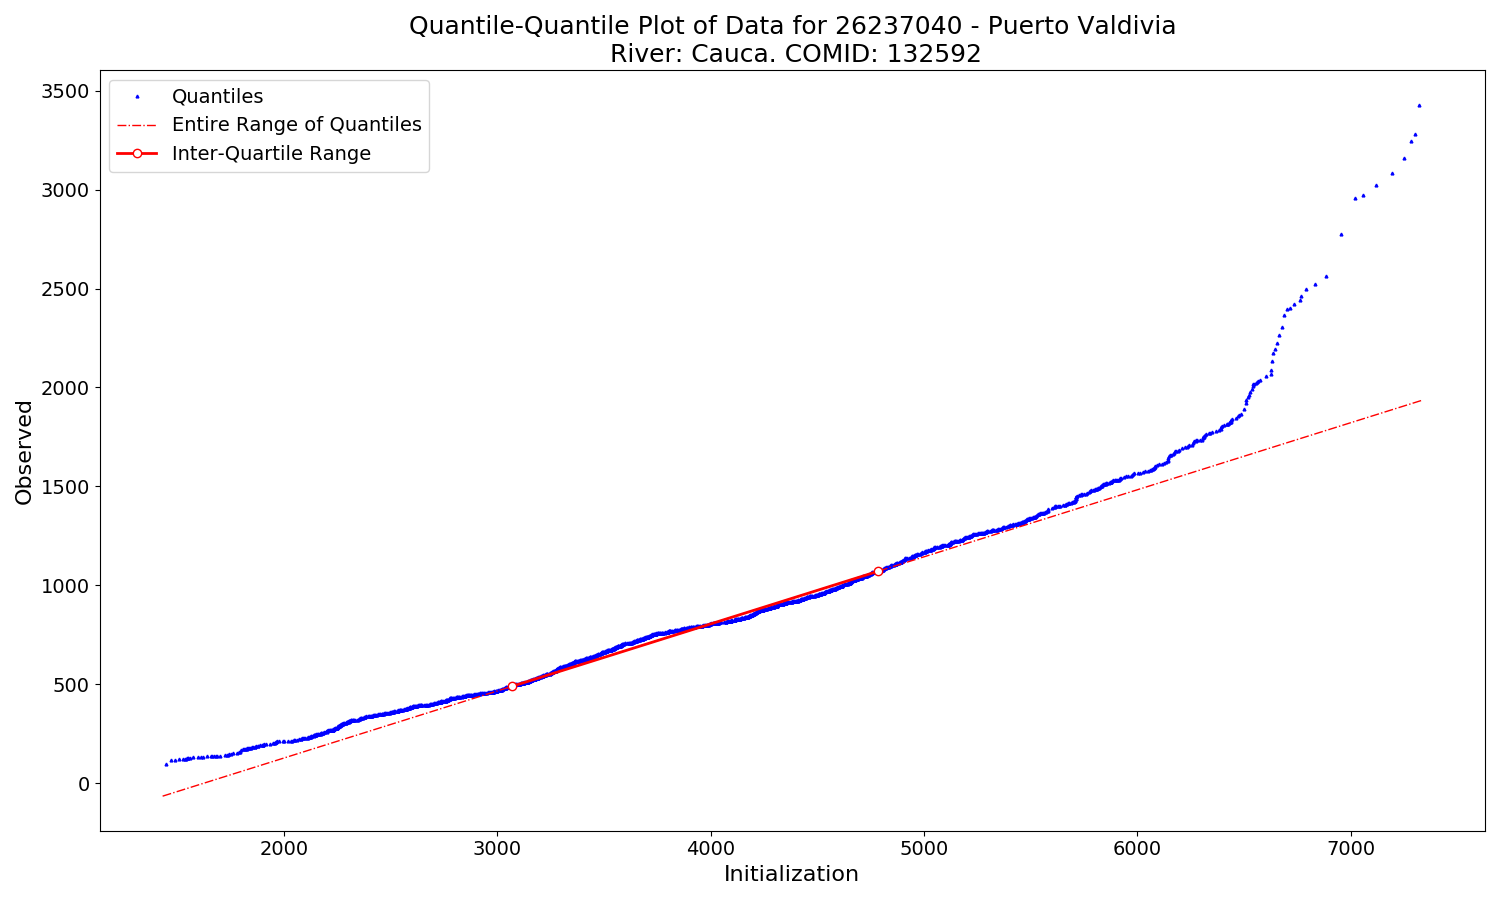 Quantile-Quantile Plot of Data for 26237040 - Puerto Valdivia
River: Cauca. COMID: 132592
Quantiles
Entire Range of Quantiles
Inter-Quartile Range
3500
3000
2500
2000
1500
1000
500
0
Observed
2000
3000
4000
5000
6000
7000
Initialization